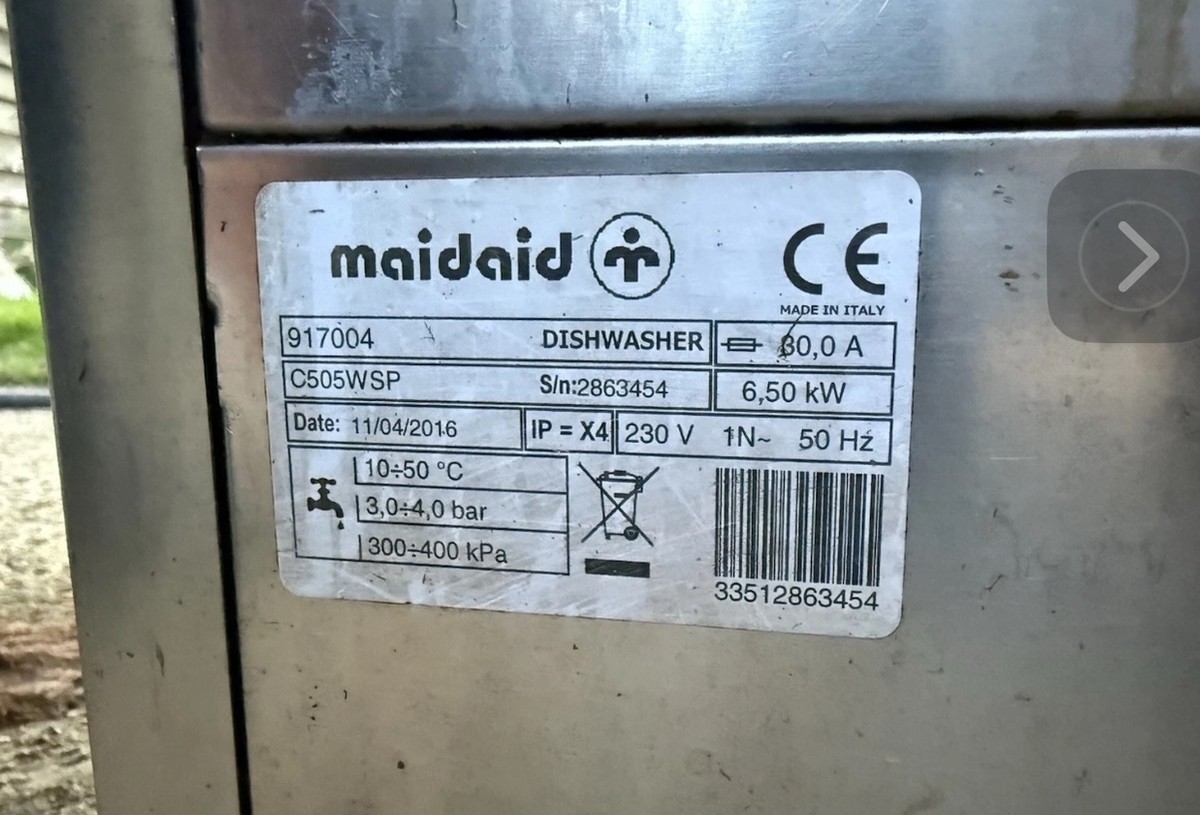 maidaid
CE
MADE IN ITALY
917004 DISHWASHER 30,0 A
C505WSP S/n:2863454 6,50 kW
Date: 11/04/2016 IP = X4 230 V 1N~ 50 Hz
10÷50 °C
3,0÷4,0 bar
300÷400 kPa
33512863454